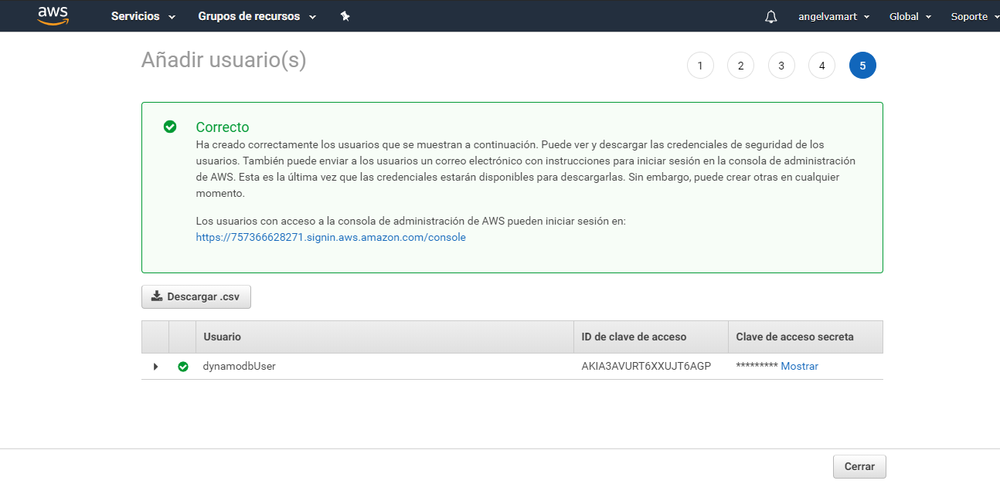 aws Servicios Grupos de recursos angelvamart Global Soporte
Añadir usuario(s)
1 2 3 4 5
Correcto
Ha creado correctamente los usuarios que se muestran a continuación. Puede ver y descargar las credenciales de seguridad de los
usuarios. También puede enviar a los usuarios un correo electrónico con instrucciones para iniciar sesión en la consola de administración
de AWS. Esta es la última vez que las credenciales estarán disponibles para descargarlas. Sin embargo, puede crear otras en cualquier
momento.
Los usuarios con acceso a la consola de administración de AWS pueden iniciar sesión en:
https://757366628271.signin.aws.amazon.com/console
Descargar .csv
Usuario ID de clave de acceso Clave de acceso secreta
dynamodbUser AKIA3AVURT6XXUJT6AGP ********* Mostrar
Cerrar